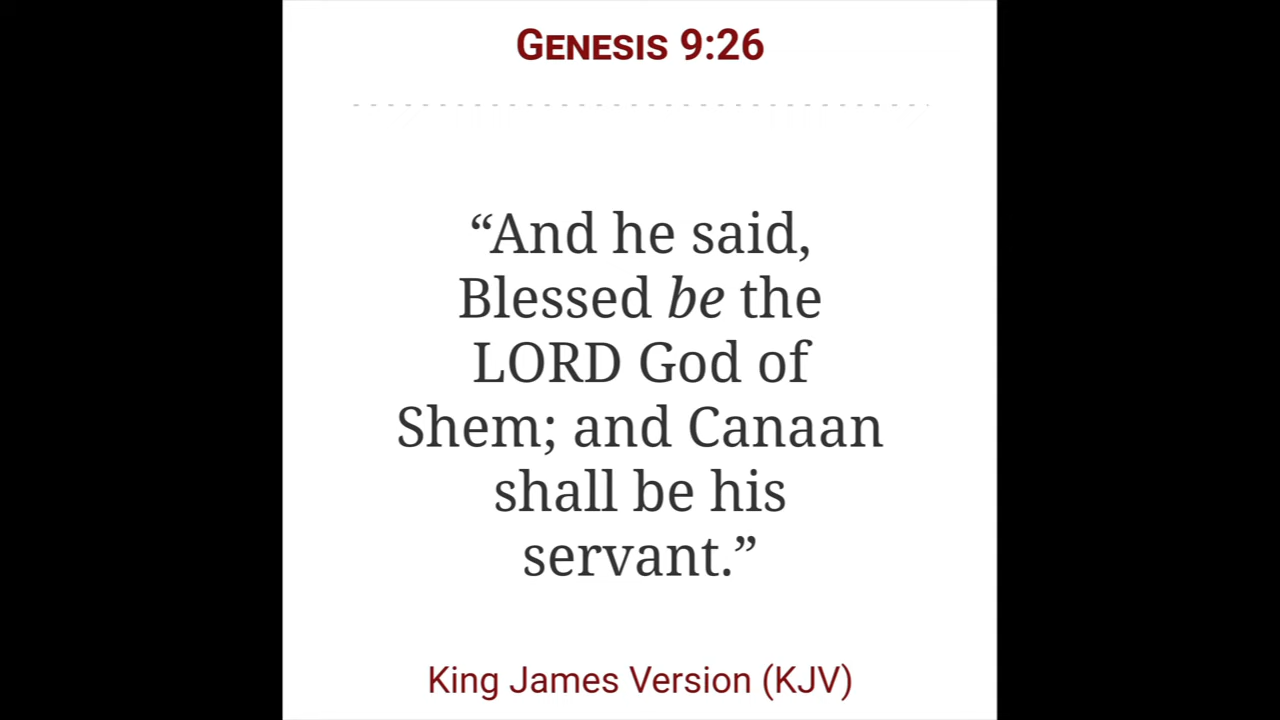 GENESIS 9:26
“And he said,
Blessed be the
LORD God of
Shem; and Canaan
shall be his
servant.”
King James Version (KJV)